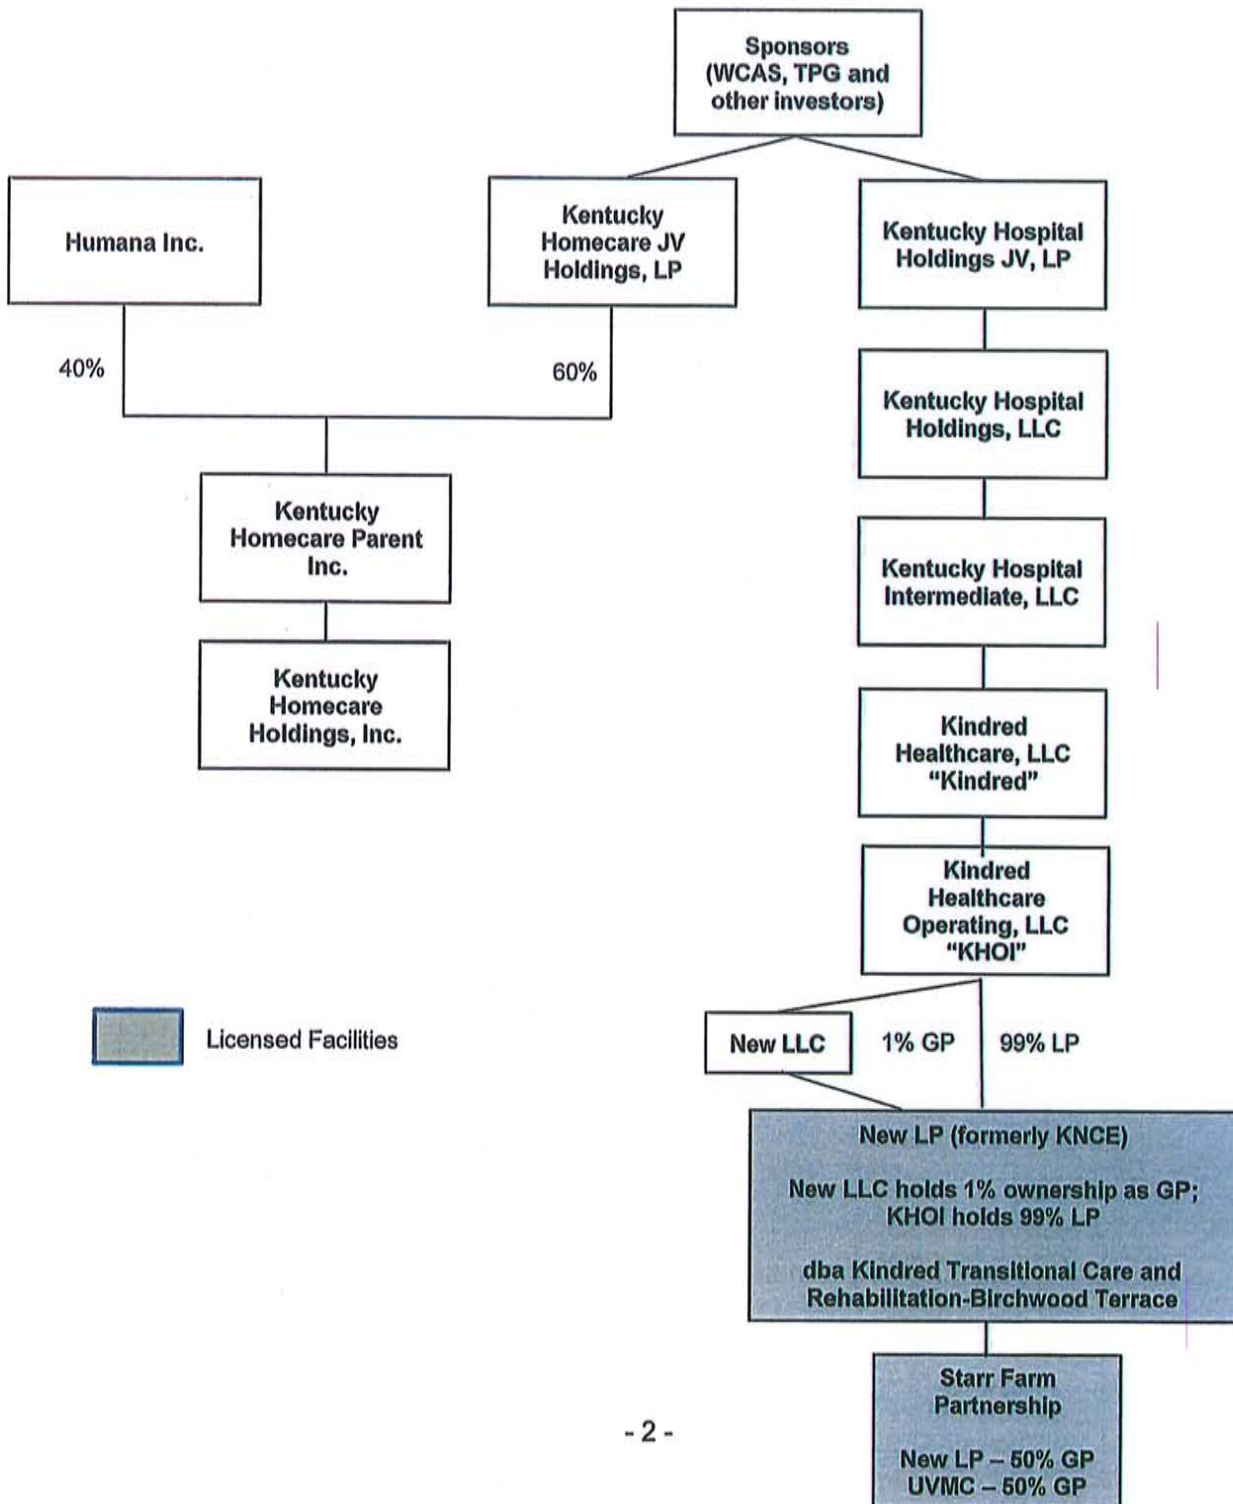 Sponsors
(WCAS, TPG and
other investors)
Humana Inc.
Kentucky
Homecare JV
Holdings, LP
Kentucky Hospital
Holdings JV, LP
40%
60%
Kentucky Hospital
Holdings, LLC
Kentucky
Homecare Parent
Inc.
Kentucky Hospital
Intermediate, LLC
Kentucky
Homecare
Holdings, Inc.
Kindred
Healthcare, LLC
“Kindred”
Kindred
Healthcare
Operating, LLC
“KHOI”
Licensed Facilities
New LLC
1% GP
99% LP
New LP (formerly KNCE)
New LLC holds 1% ownership as GP;
KHOI holds 99% LP
dba Kindred Transitional Care and
Rehabilitation-Birchwood Terrace
Starr Farm
Partnership
New LP – 50% GP
UVMC – 50% GP
- 2 -